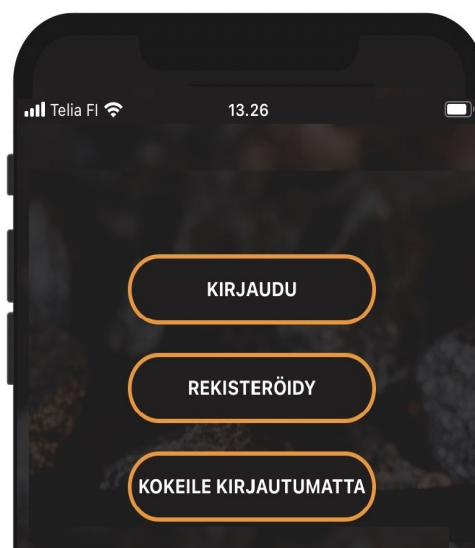 Telia FI 13.26
KIRJAUDU
REKISTERÖIDY
KOKEILE KIRJAUTUMATTA